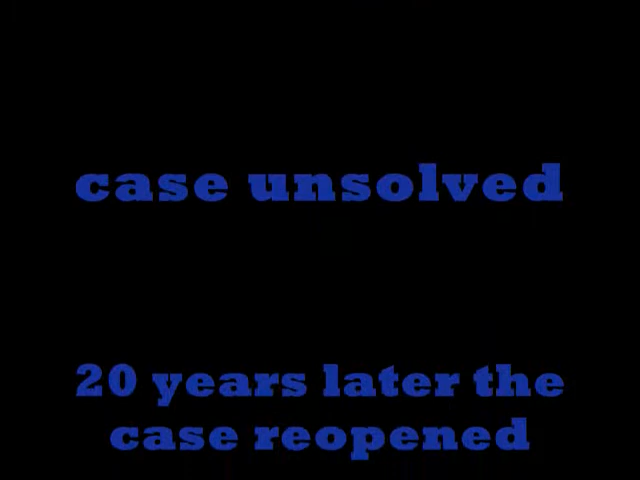 case unsolved
20 years later the
case reopened